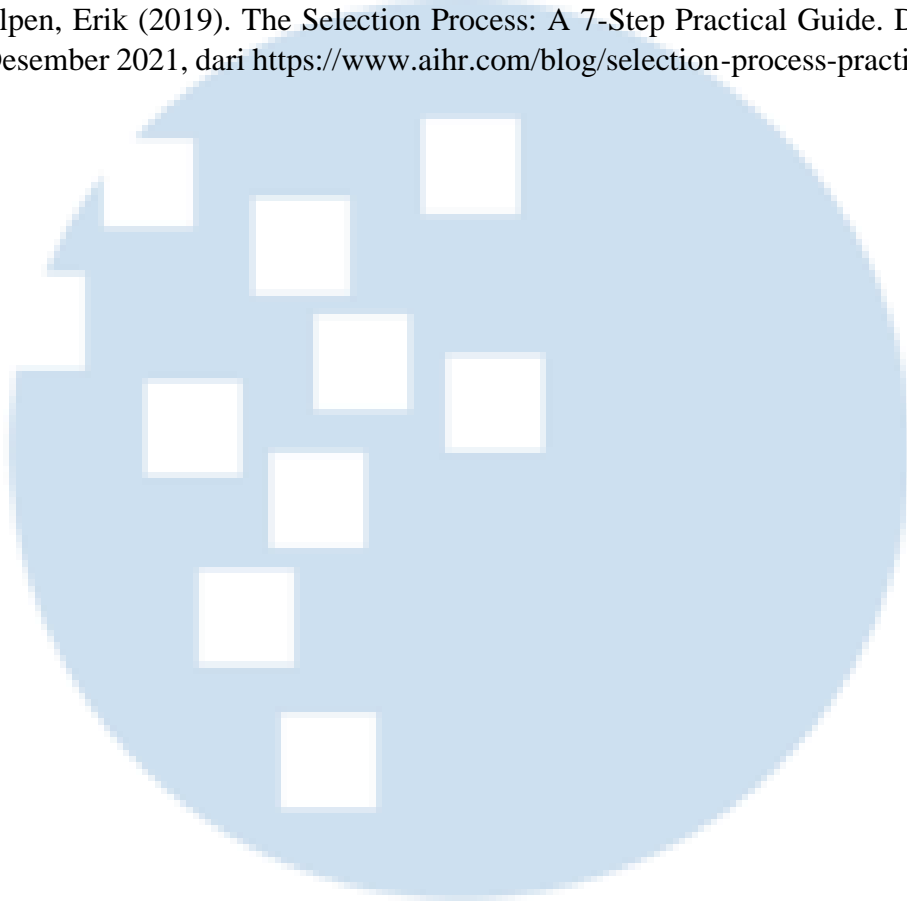 lpen, Erik (2019). The Selection Process: A 7-Step Practical Guide. D
Desember 2021, dari https://www.aihr.com/blog/selection-process-practi